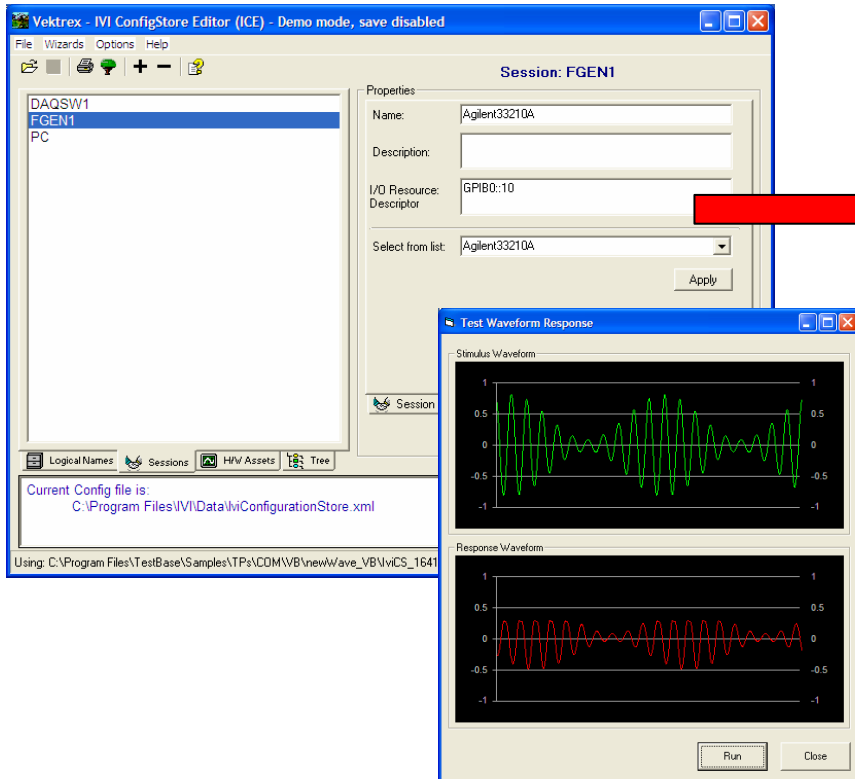 Vektrex - IVI ConfigStore Editor (ICE) - Demo mode, save disabled
File Wizards Options Help
Session: FGEN1
DAQSW1
FGEN1
PC
Properties
Name: Agilent33210A
Description:
I/O Resource: GPIB0::10
Descriptor
Select from list: Agilent33210A
Apply
Session
Logical Names Sessions H/W Assets Tree
Current Config file is:
C:\Program Files\IVI\Data\IviConfigurationStore.xml
Using: C:\Program Files\TestBase\Samples\TPs\COM\VB\newWave_VB\IviCS_1641
Test Waveform Response
Stimulus Waveform
1 1
0.5 0.5
0 0
-0.5 -0.5
-1 -1
Response Waveform
1 1
0.5 0.5
0 0
-0.5 -0.5
-1 -1
Run Close